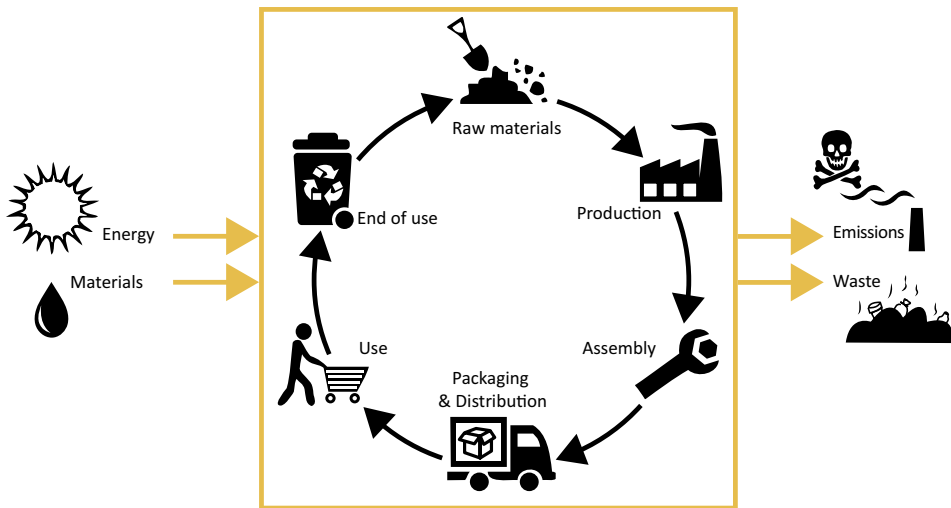 Raw materials
Production
Assembly
Packaging
& Distribution
Use
End of use
Energy
Materials
Emissions
Waste